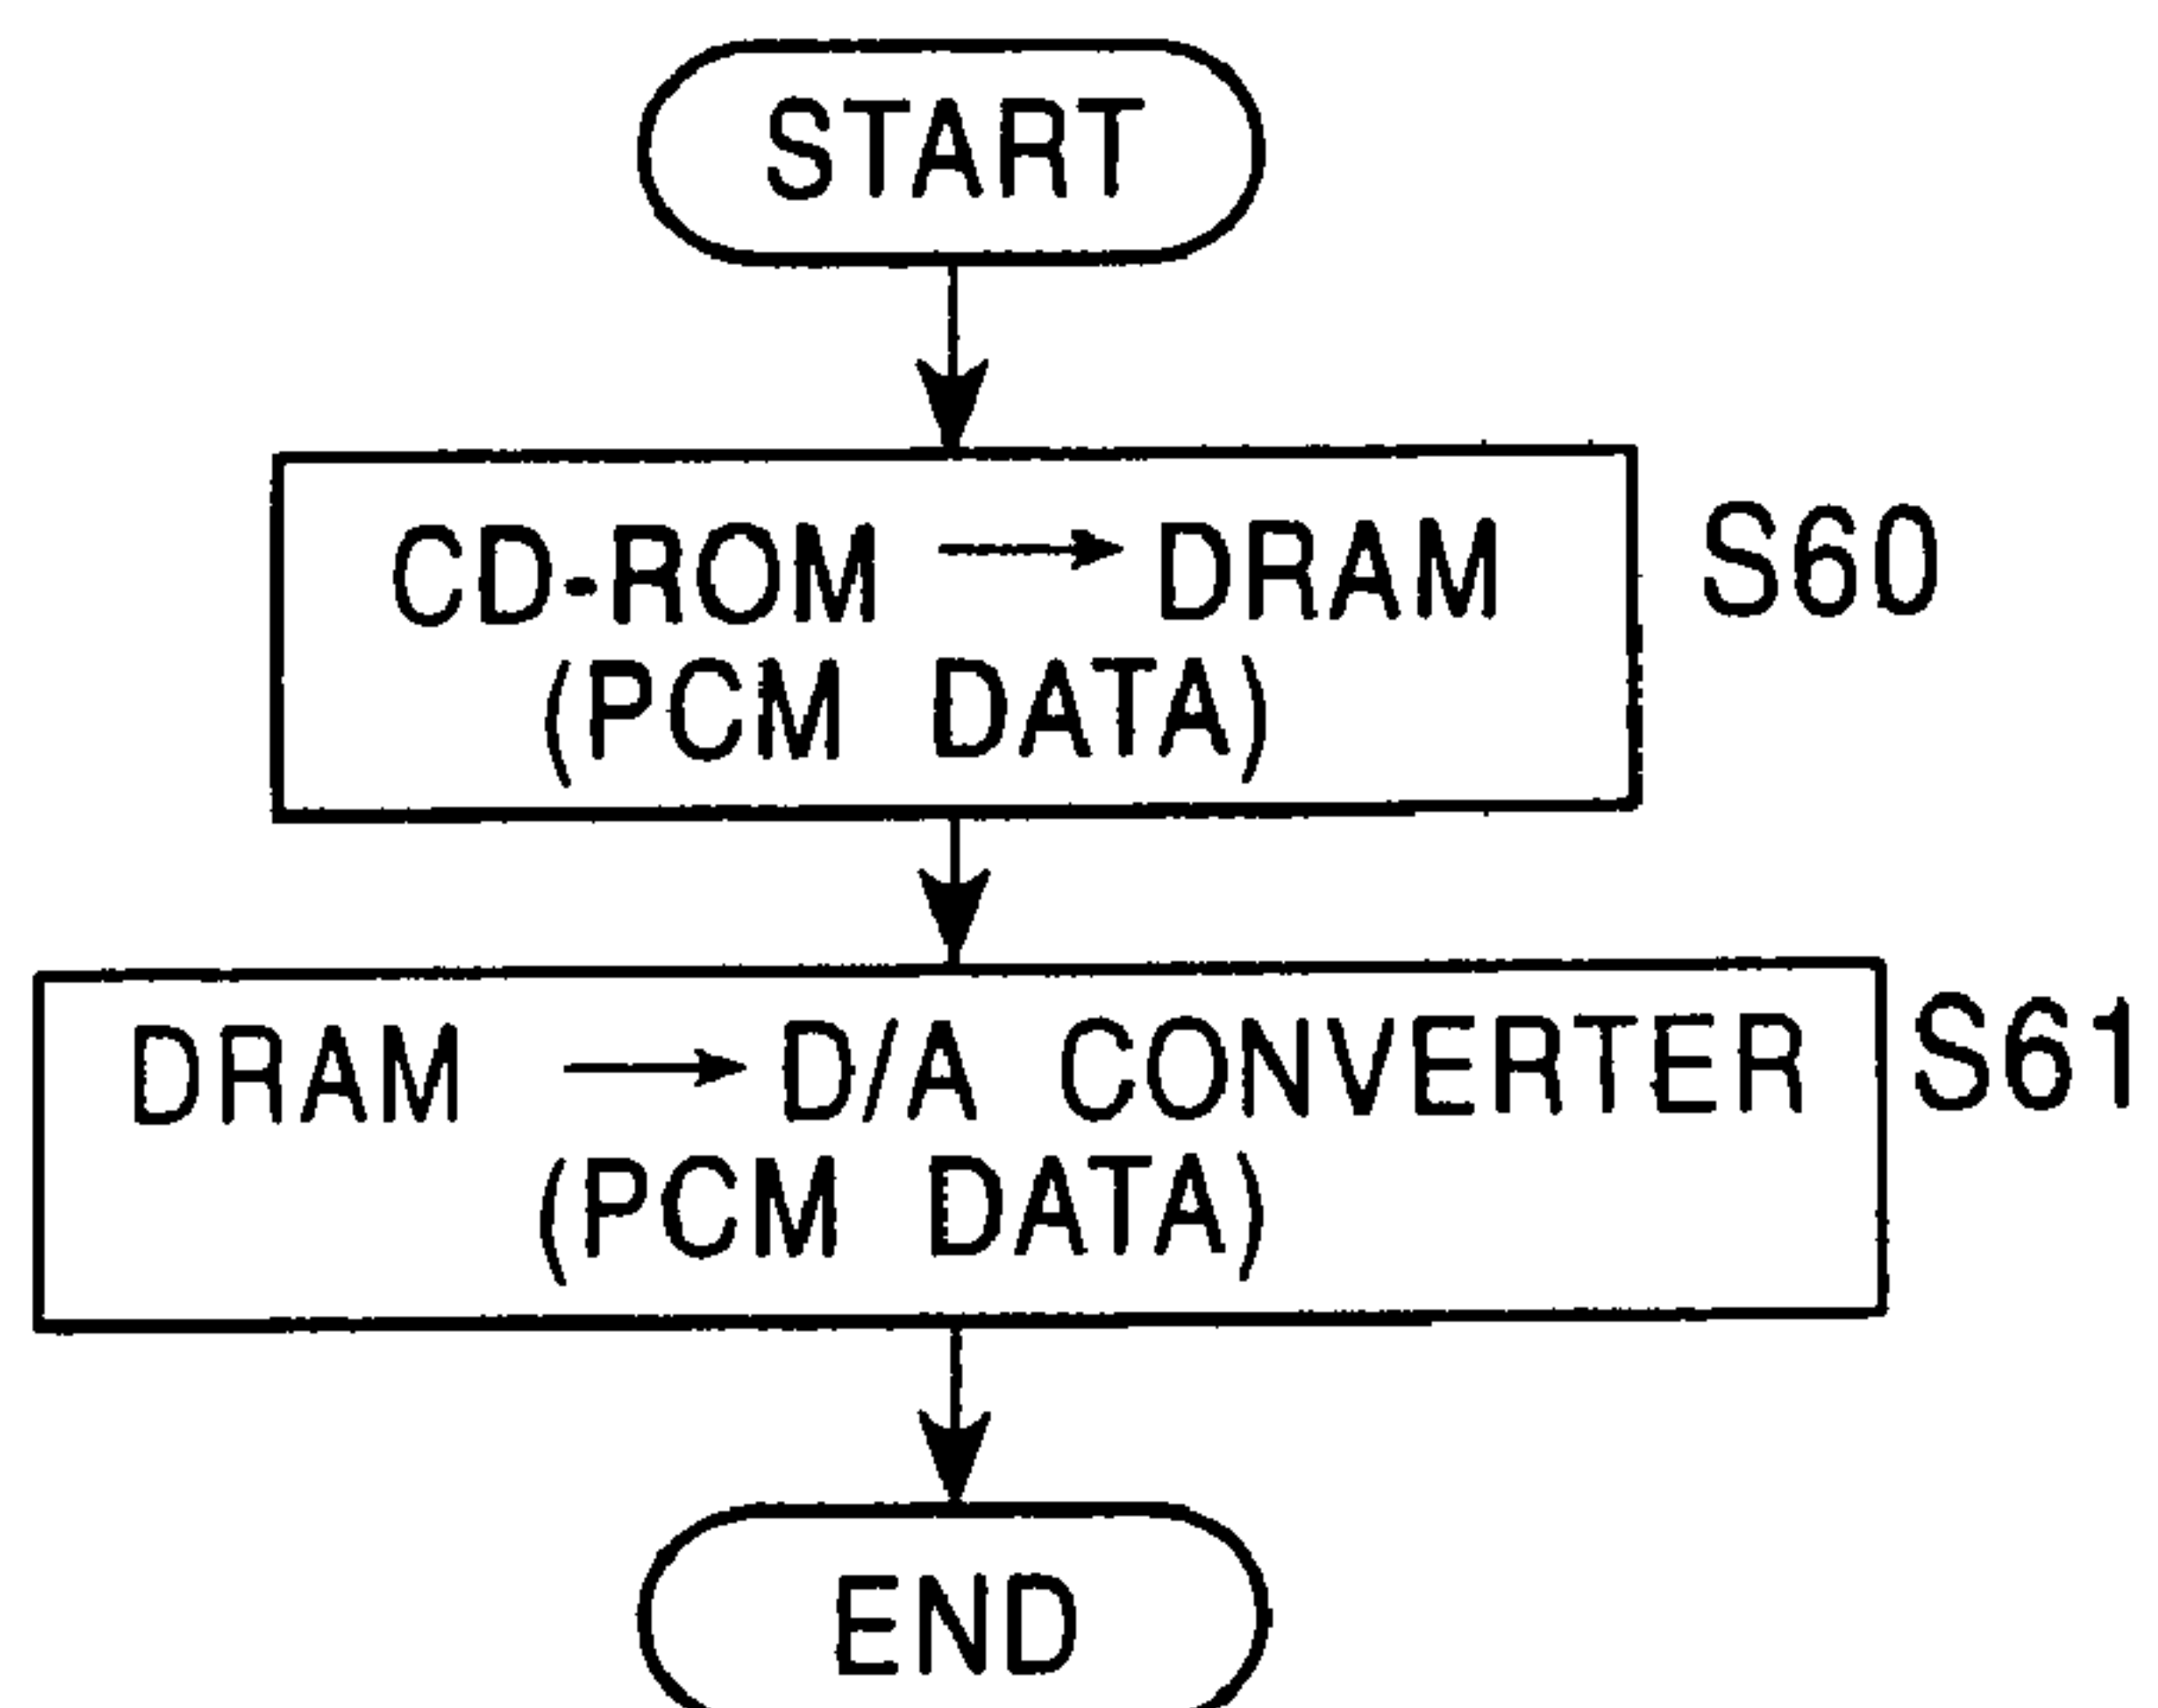 START
CD-ROM → DRAM
(PCM DATA)
S60
DRAM → D/A CONVERTER
(PCM DATA)
S61
END